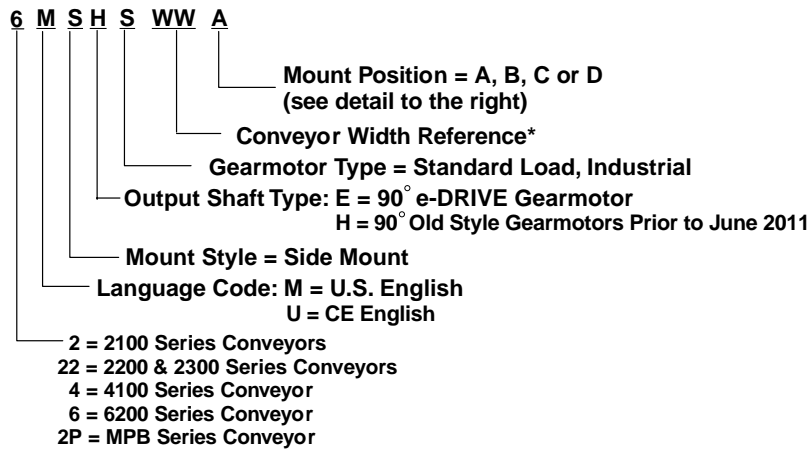 6 M S H S WW A
Mount Position = A, B, C or D
(see detail to the right)
Conveyor Width Reference*
Gearmotor Type = Standard Load, Industrial
Output Shaft Type: E = 90° e-DRIVE Gearmotor
H = 90° Old Style Gearmotors Prior to June 2011
Mount Style = Side Mount
Language Code: M = U.S. English
U = CE English
2 = 2100 Series Conveyors
22 = 2200 & 2300 Series Conveyors
4 = 4100 Series Conveyor
6 = 6200 Series Conveyor
2P = MPB Series Conveyor